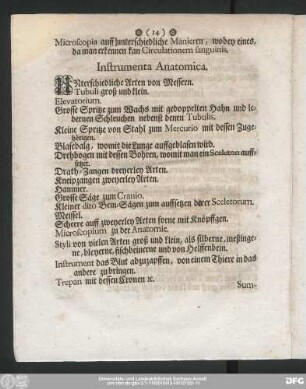 (14)
Microscopia auff unterschiedliche Manieren, wobey eines,
da man erkennen kan Circulationem sanguinis.
Instrumenta Anatomica.
UNterschiedliche Arten von Messern.
Tubuli groß und klein.
Elevatorium.
Grosse Spritze zum Wachs mit gedoppelten Hahn und le-
dernen Schleuchen nebenst denen Tubulis.
Kleine Spritze von Stahl zum Mercurio mit dessen Zuge-
hörigen.
Blasebalg, womit die Lunge auffgeblasen wird.
Drehbogen mit dessen Bohren, womit man ein Sceleton auff-
setzet.
Drath-Zangen dreyerley Arten.
Kneipzangen zweyerley Arten.
Hammer.
Grosse Säge zum Cranio.
Kleiner dito Bein-Sägen zum auffsetzen dürer Sceletorum.
Meissel.
Scheere auff zweyerley Arten forne mit Knöpffgen.
Microscopium zu der Anatomie.
Styli von vielen Arten groß und klein, als silberne, messinge-
ne, bleyerne, fischbeinerne und von Helffenbein.
Instrument das Blut abzuzapffen, von einem Thiere in das
andere zu bringen.
Trepan mit dessen Cronen ꝛc.
Sum-